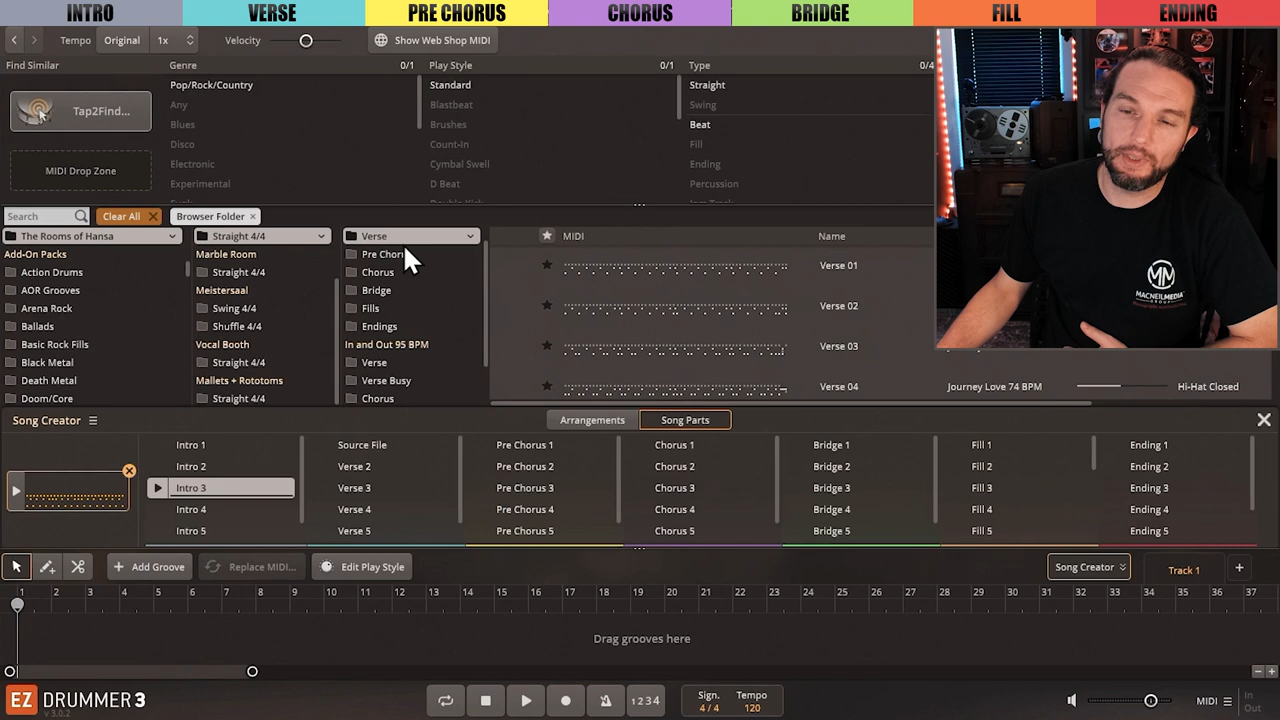 INTRO VERSE PRE CHORUS CHORUS BRIDGE FILL ENDING
Tempo Original 1x Velocity Show Web Shop MIDI
Find Similar Genre 0/1 Play Style 0/1 Type 0/4
Pop/Rock/Country Standard Straight
Any Blastbeat Swing
Tap2Find...
Blues Brushes Beat
Disco Count-In Fill
Electronic Cymbal Swell Ending
MIDI Drop Zone
Experimental D Beat Percussion
Search Clear All Browser Folder
The Rooms of Hansa Straight 4/4 Verse MIDI Name
Add-On Packs Marble Room
Action Drums Straight 4/4 Chorus Verse 01
AOR Grooves Meistersaal Bridge
Arena Rock Swing 4/4 Fills Verse 02
Ballads Shuffle 4/4 Endings
Basic Rock Fills Vocal Booth In and Out 95 BPM Verse 03
Black Metal Straight 4/4 Verse
Death Metal Mallets + Rototoms Verse Busy Verse 04 Journey Love 74 BPM Hi-Hat Closed
Doom/Core Straight 4/4 Chorus
MM
MACNEILMEDIA
Song Creator Arrangements Song Parts
Intro 1 Source File Pre Chorus 1 Chorus 1 Bridge 1 Fill 1 Ending 1
Intro 2 Verse 2 Pre Chorus 2 Chorus 2 Bridge 2 Fill 2 Ending 2
Intro 3 Verse 3 Pre Chorus 3 Chorus 3 Bridge 3 Fill 3 Ending 3
Intro 4 Verse 4 Pre Chorus 4 Chorus 4 Bridge 4 Fill 4 Ending 4
Intro 5 Verse 5 Pre Chorus 5 Chorus 5 Bridge 5 Fill 5 Ending 5
Add Groove Replace MIDI... Edit Play Style Song Creator Track 1
1 2 3 4 5 6 7 8 9 10 11 12 13 14 15 16 17 18 19 20 21 22 23 24 25 26 27 28 29 30 31 32 33 34 35 36 37
Drag grooves here
EZ DRUMMER 3 1 2 3 4 Sign. Tempo MIDI In
V 3.0.2 4/4 120 Out